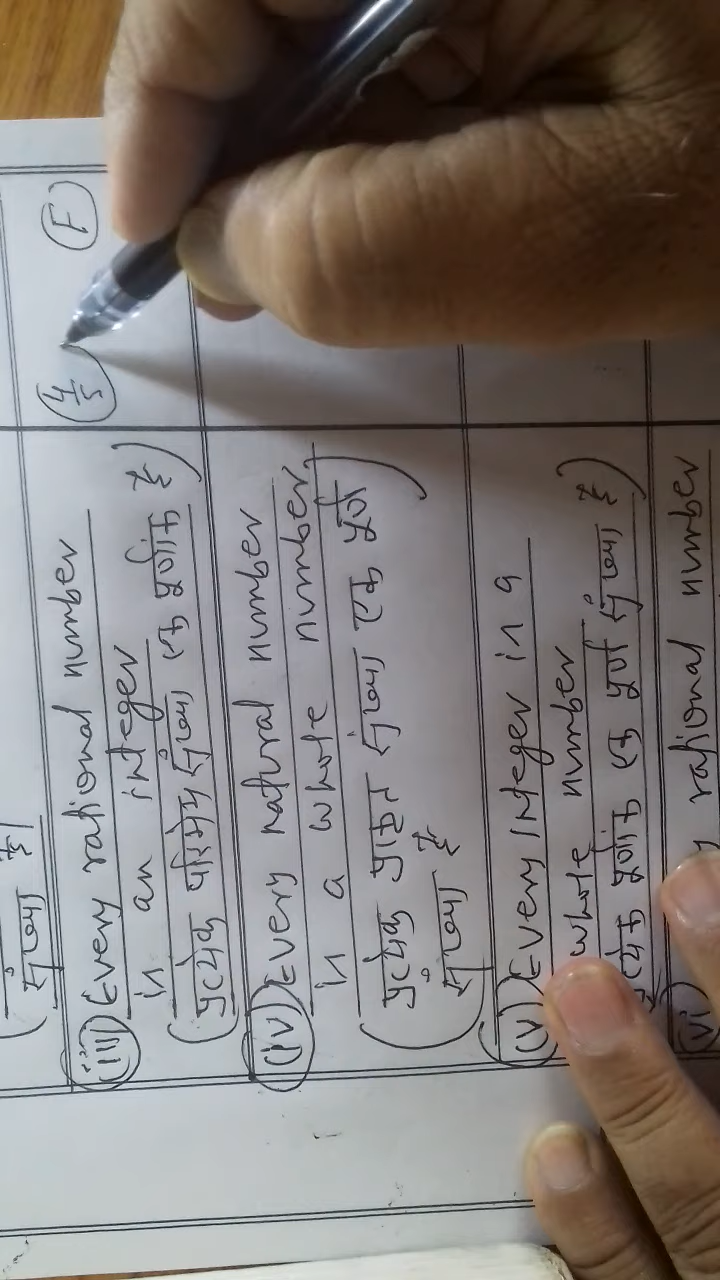 संख्या है)
(iii) Every rational number
is an integer
(प्रत्येक परिमेय संख्या एक पूर्णांक है)
4/5
F
(iv) Every natural number
is a whole number
(प्रत्येक प्राकृत संख्या एक पूर्ण
संख्या है)
(v) Every Integer is a
whole number
प्रत्येक पूर्णांक एक पूर्ण संख्या है)
(vi)
rational number